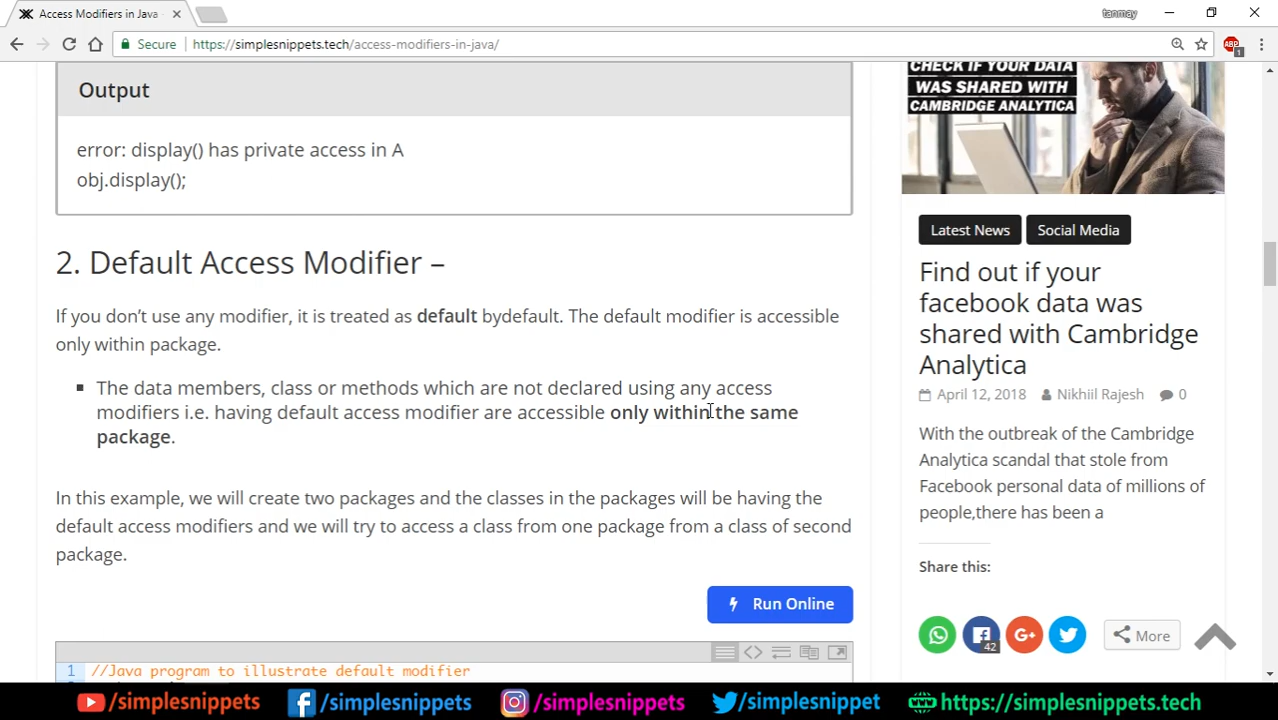 Access Modifiers in Java
tanmay
Secure
https://simplesnippets.tech/access-modifiers-in-java/
ABP
1
Output
error: display() has private access in A
obj.display();
2. Default Access Modifier –
If you don't use any modifier, it is treated as default bydefault. The default modifier is accessible
only within package.
The data members, class or methods which are not declared using any access
modifiers i.e. having default access modifier are accessible only within the same
package.
In this example, we will create two packages and the classes in the packages will be having the
default access modifiers and we will try to access a class from one package from a class of second
package.
Run Online
1 //Java program to illustrate default modifier
CHECK IF YOUR DATA
WAS SHARED WITH
CAMBRIDGE ANALYTICA
Latest News
Social Media
Find out if your
facebook data was
shared with Cambridge
Analytica
April 12, 2018 Nikhiil Rajesh 0
With the outbreak of the Cambridge
Analytica scandal that stole from
Facebook personal data of millions of
people,there has been a
Share this:
42
G+
More
/simplesnippets /simplesnippets /simplesnippets /simplesnippet https://simplesnippets.tech